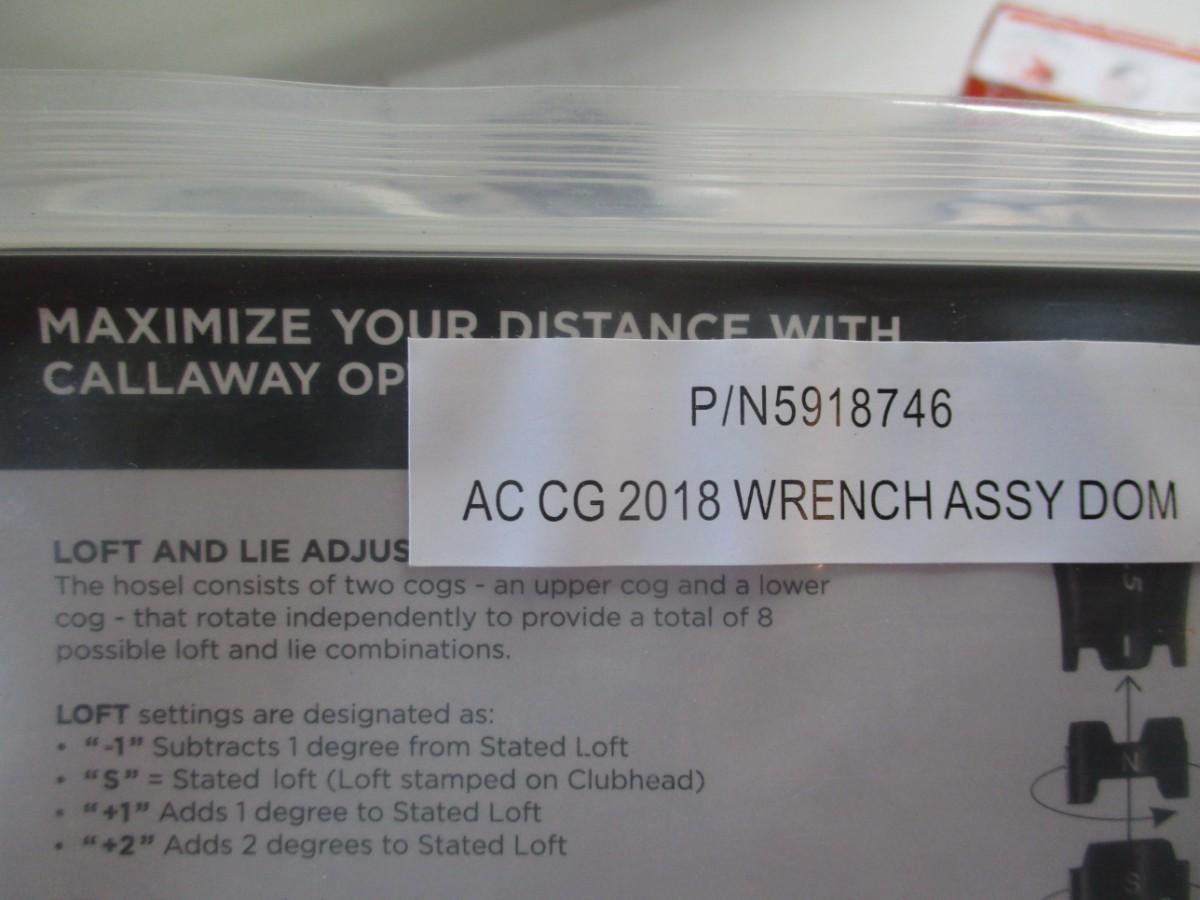 MAXIMIZE YOUR DISTANCE WITH
CALLAWAY OP
P/N5918746
AC CG 2018 WRENCH ASSY DOM
LOFT AND LIE ADJUS
The hosel consists of two cogs - an upper cog and a lower
cog - that rotate independently to provide a total of 8
possible loft and lie combinations.
LOFT settings are designated as:
• “-1” Subtracts 1 degree from Stated Loft
• “S” = Stated loft (Loft stamped on Clubhead)
• “+1” Adds 1 degree to Stated Loft
• “+2” Adds 2 degrees to Stated Loft
N
S